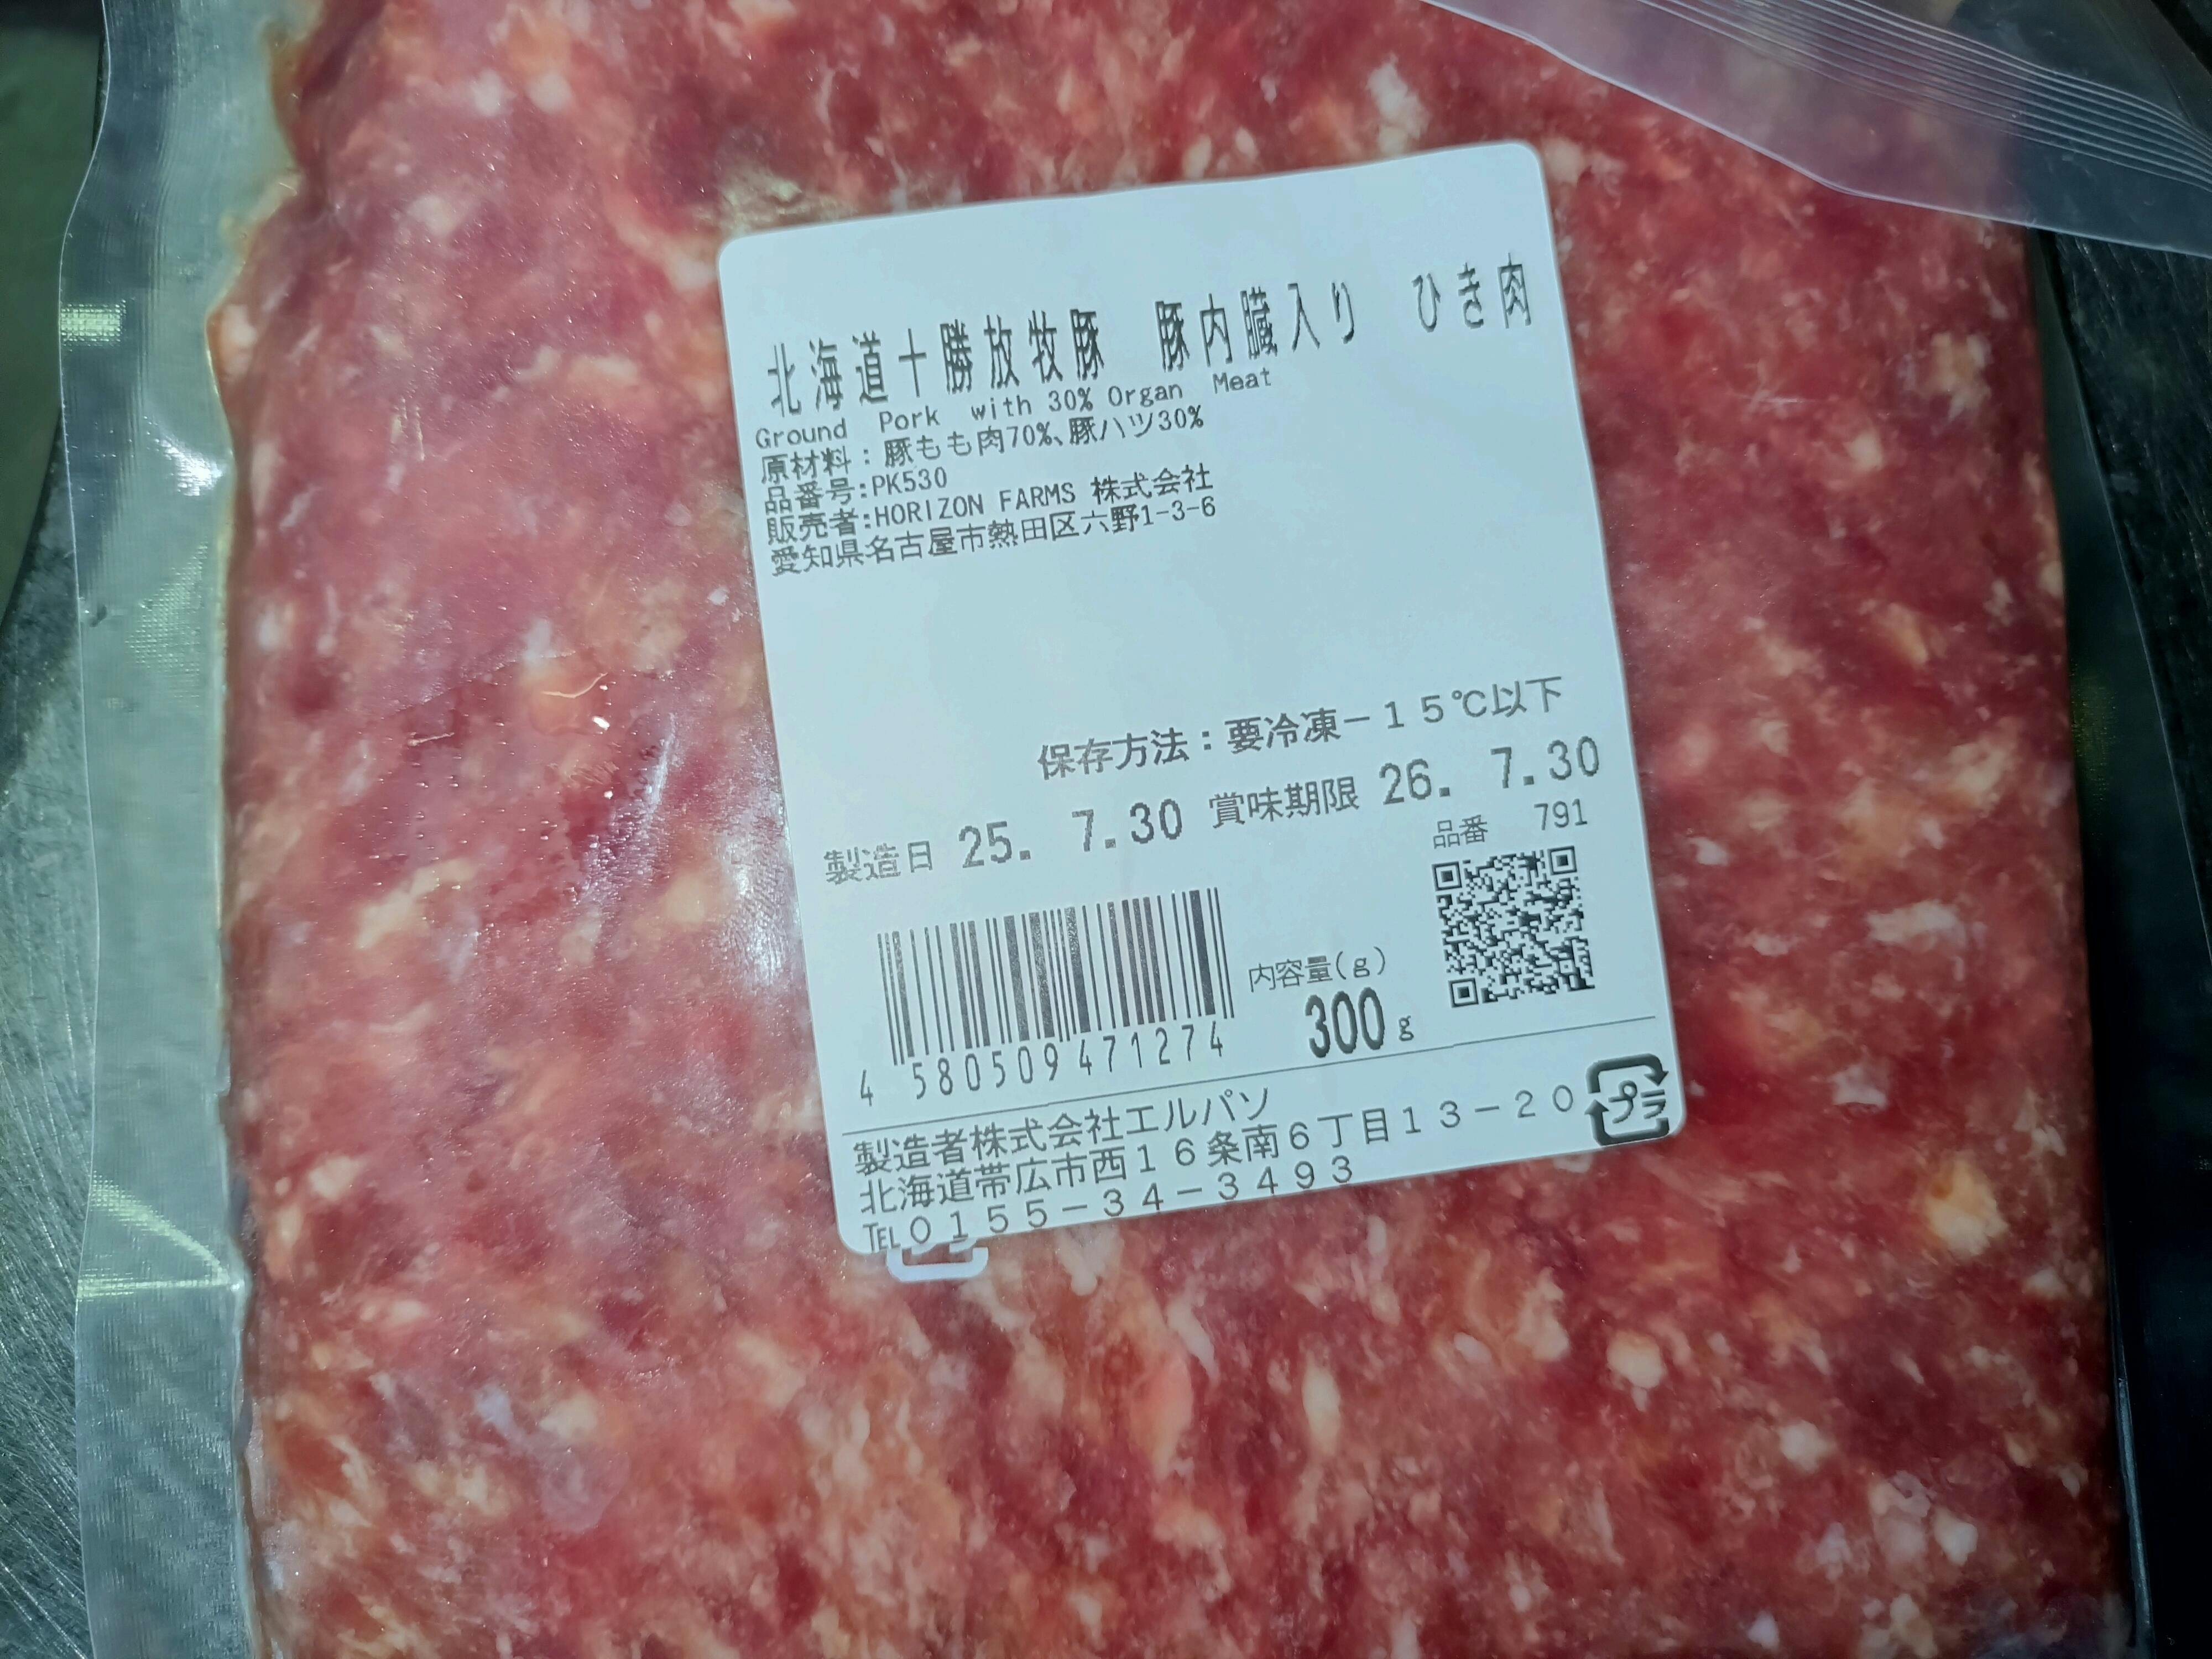 北海道十勝放牧豚　豚内臓入り　ひき肉
Ground Pork with 30% Organ Meat
原材料：豚もも肉70%、豚ハツ30%
品番号:PK530
販売者:HORIZON FARMS 株式会社
愛知県名古屋市熱田区六野1-3-6
保存方法：要冷凍－１５℃以下
製造日 25. 7.30 賞味期限 26. 7.30
品番 791
内容量(g)
300g
4 580509 471274
製造者株式会社エルパソ
北海道帯広市西１６条南６丁目１３－２０
TEL０１５５－３４－３４９３
プラ